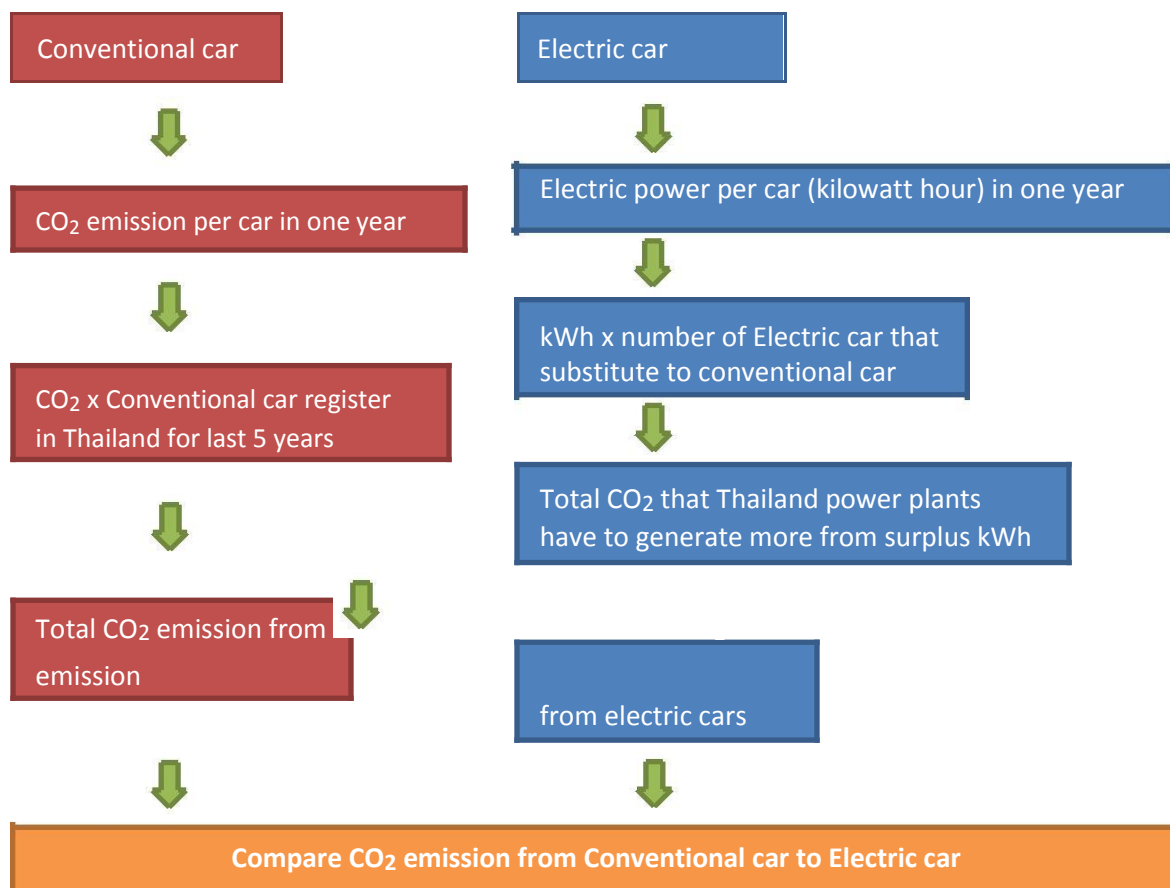 Conventional car
CO₂ emission per car in one year
CO₂ x Conventional car register
in Thailand for last 5 years
Total CO₂ emission from
emission
Electric car
Electric power per car (kilowatt hour) in one year
kWh x number of Electric car that
substitute to conventional car
Total CO₂ that Thailand power plants
have to generate more from surplus kWh
from electric cars
Compare CO₂ emission from Conventional car to Electric car